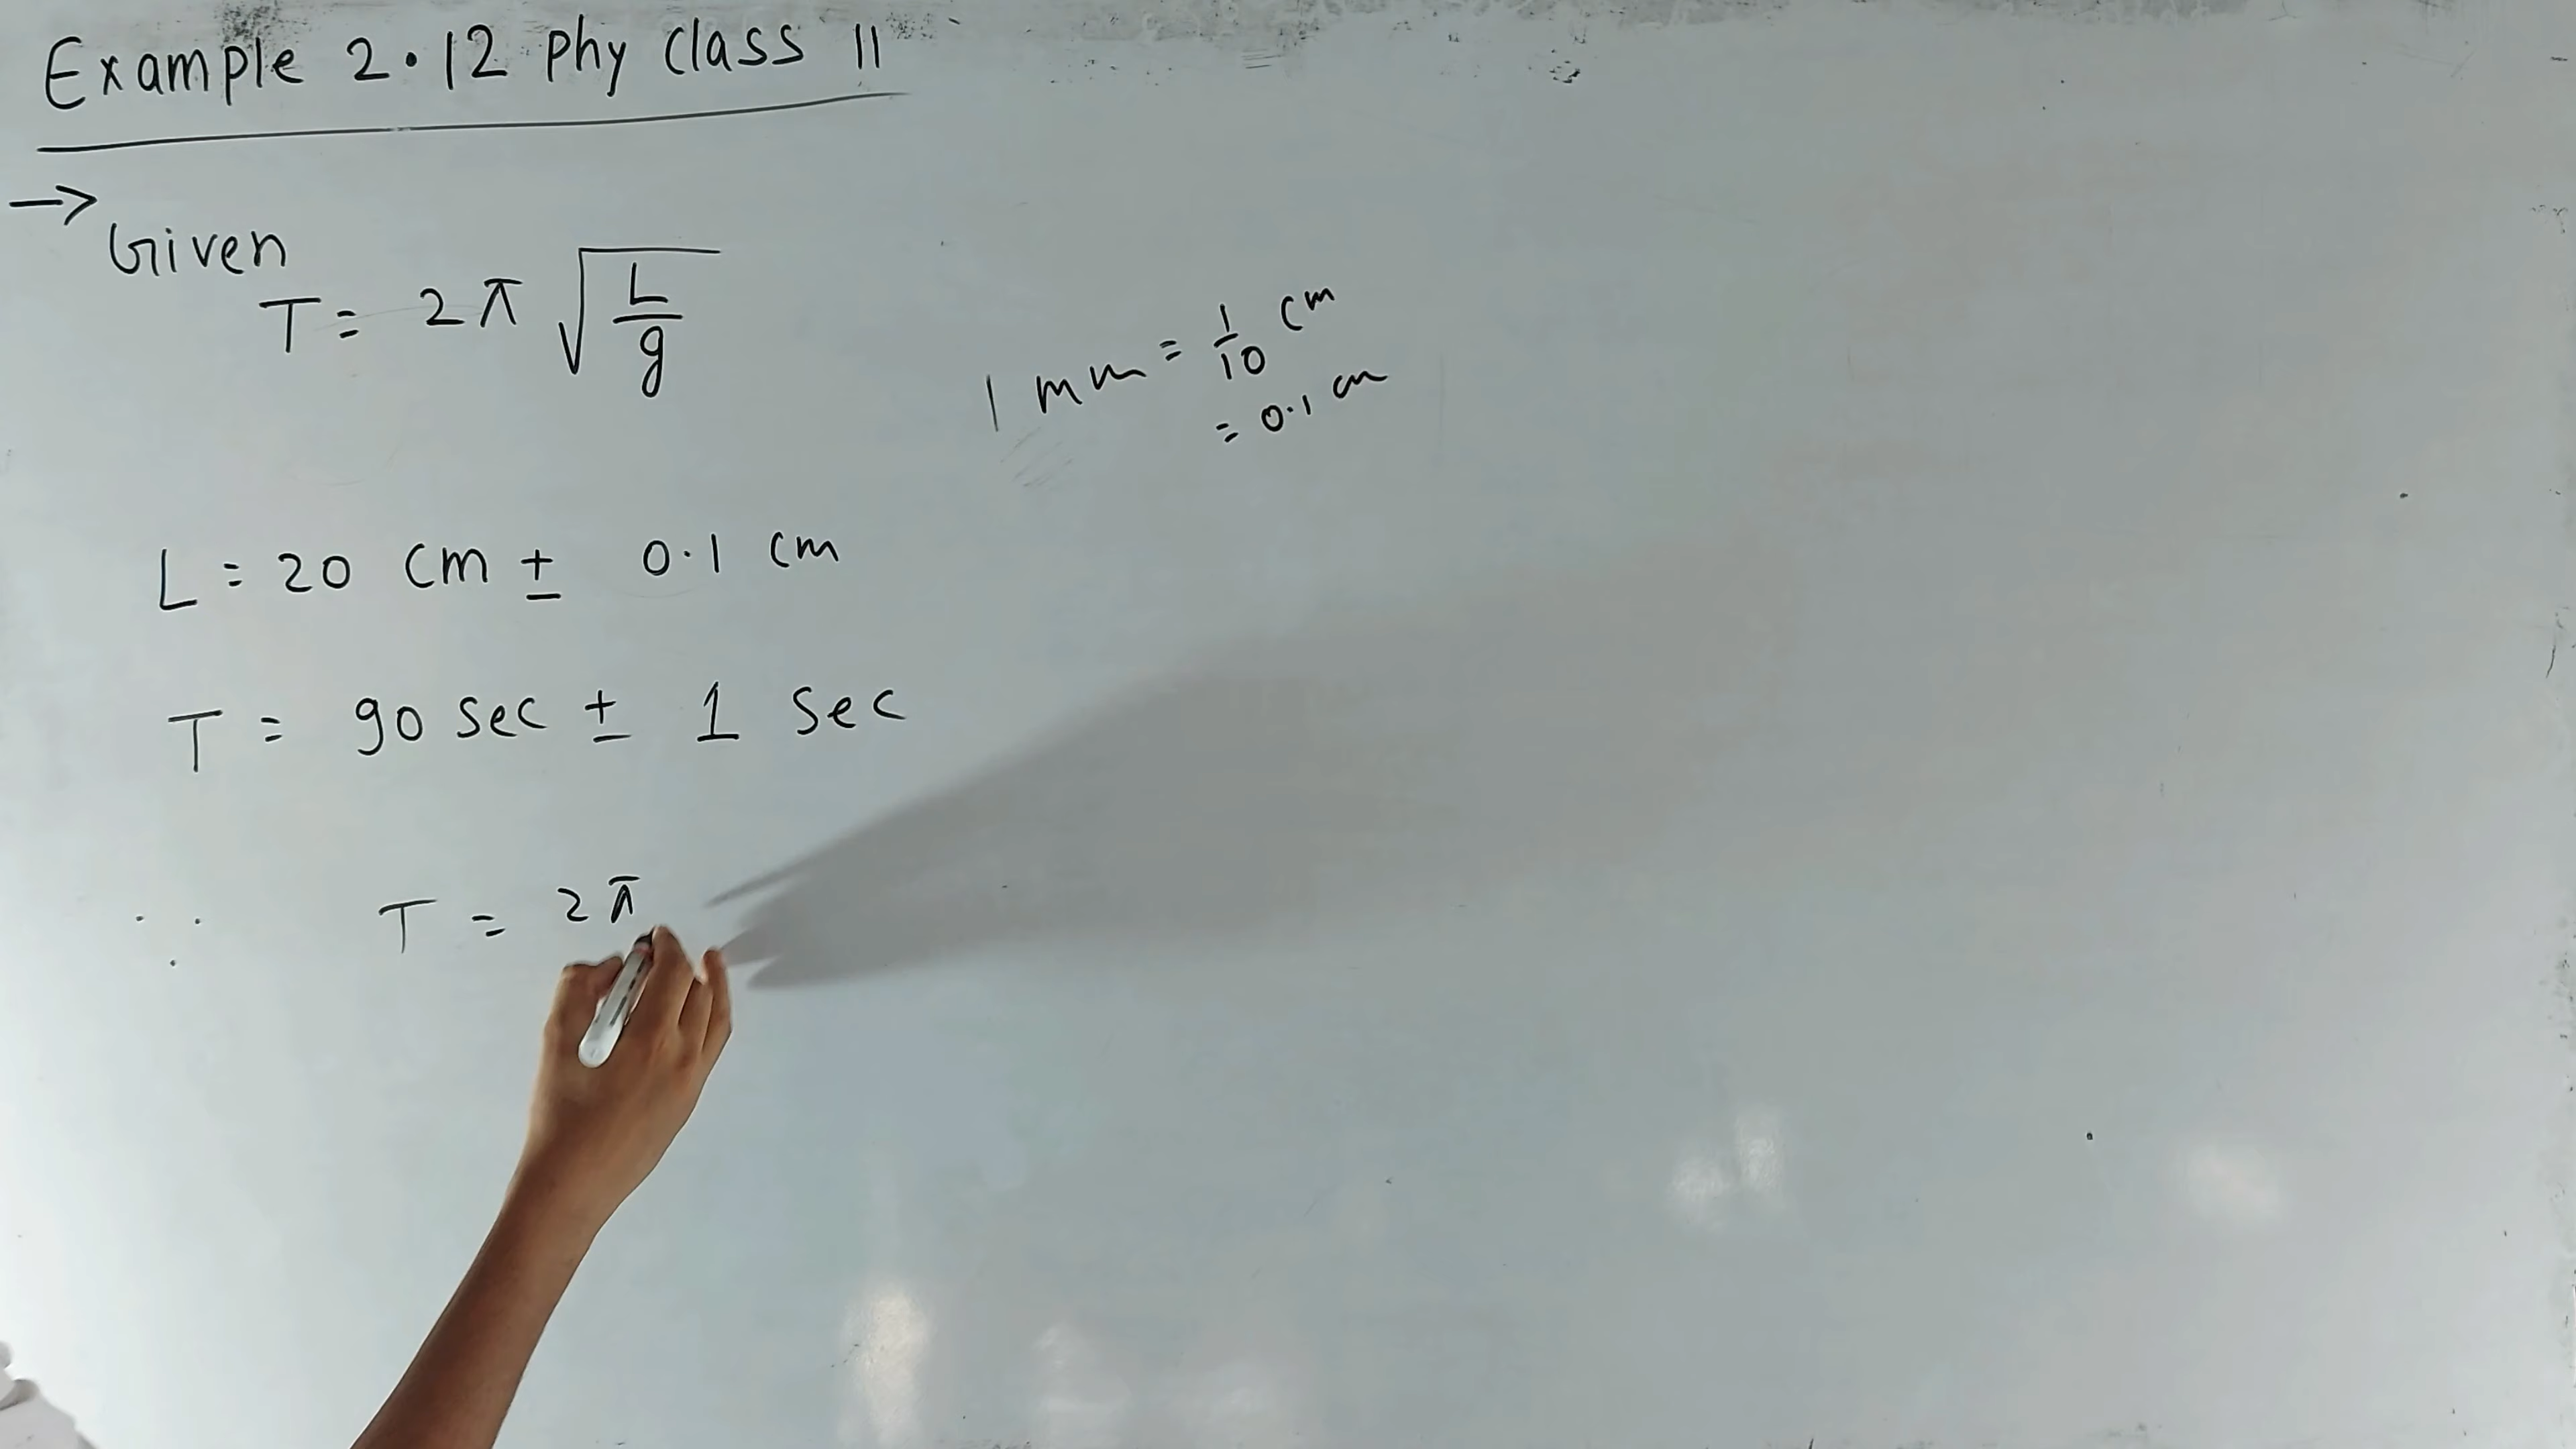 Example 2.12 phy class 11
→
Given
T = 2π √(L/g)
1 mm = 1/10 cm
= 0.1 cm
L = 20 cm ± 0.1 cm
T = 90 sec ± 1 sec
∵ T = 2π